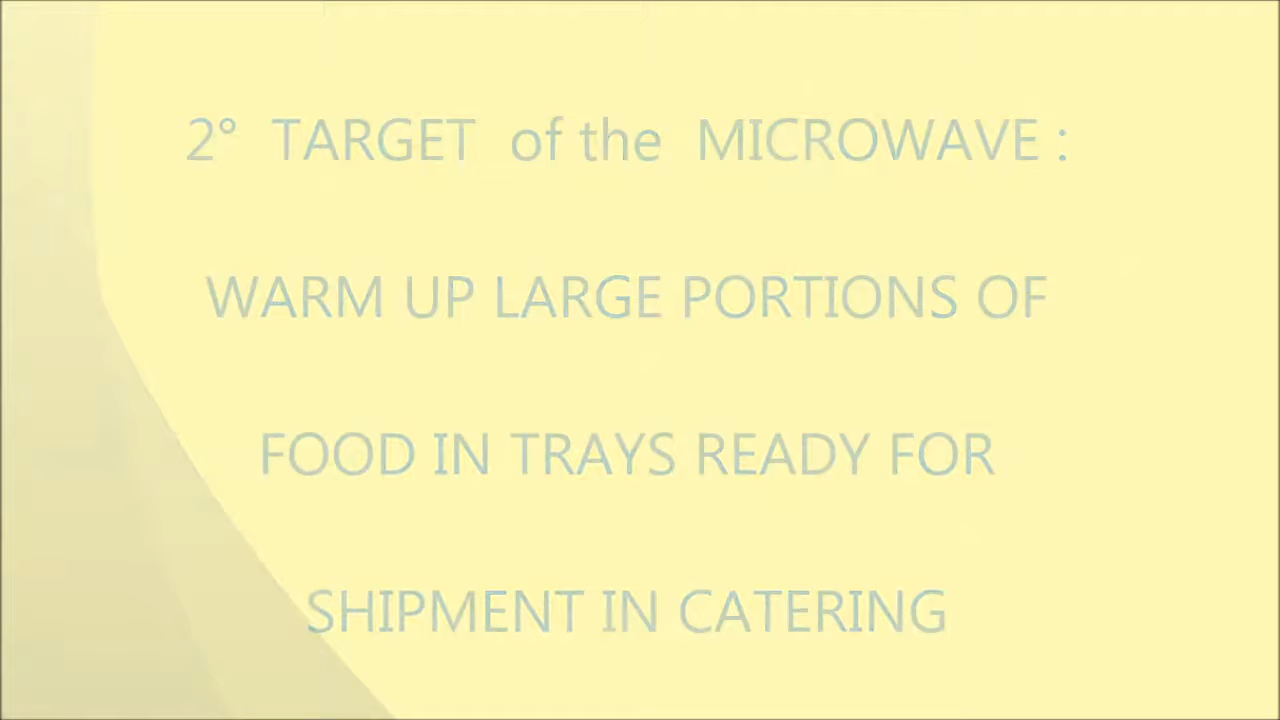 2° TARGET of the MICROWAVE :
WARM UP LARGE PORTIONS OF
FOOD IN TRAYS READY FOR
SHIPMENT IN CATERING